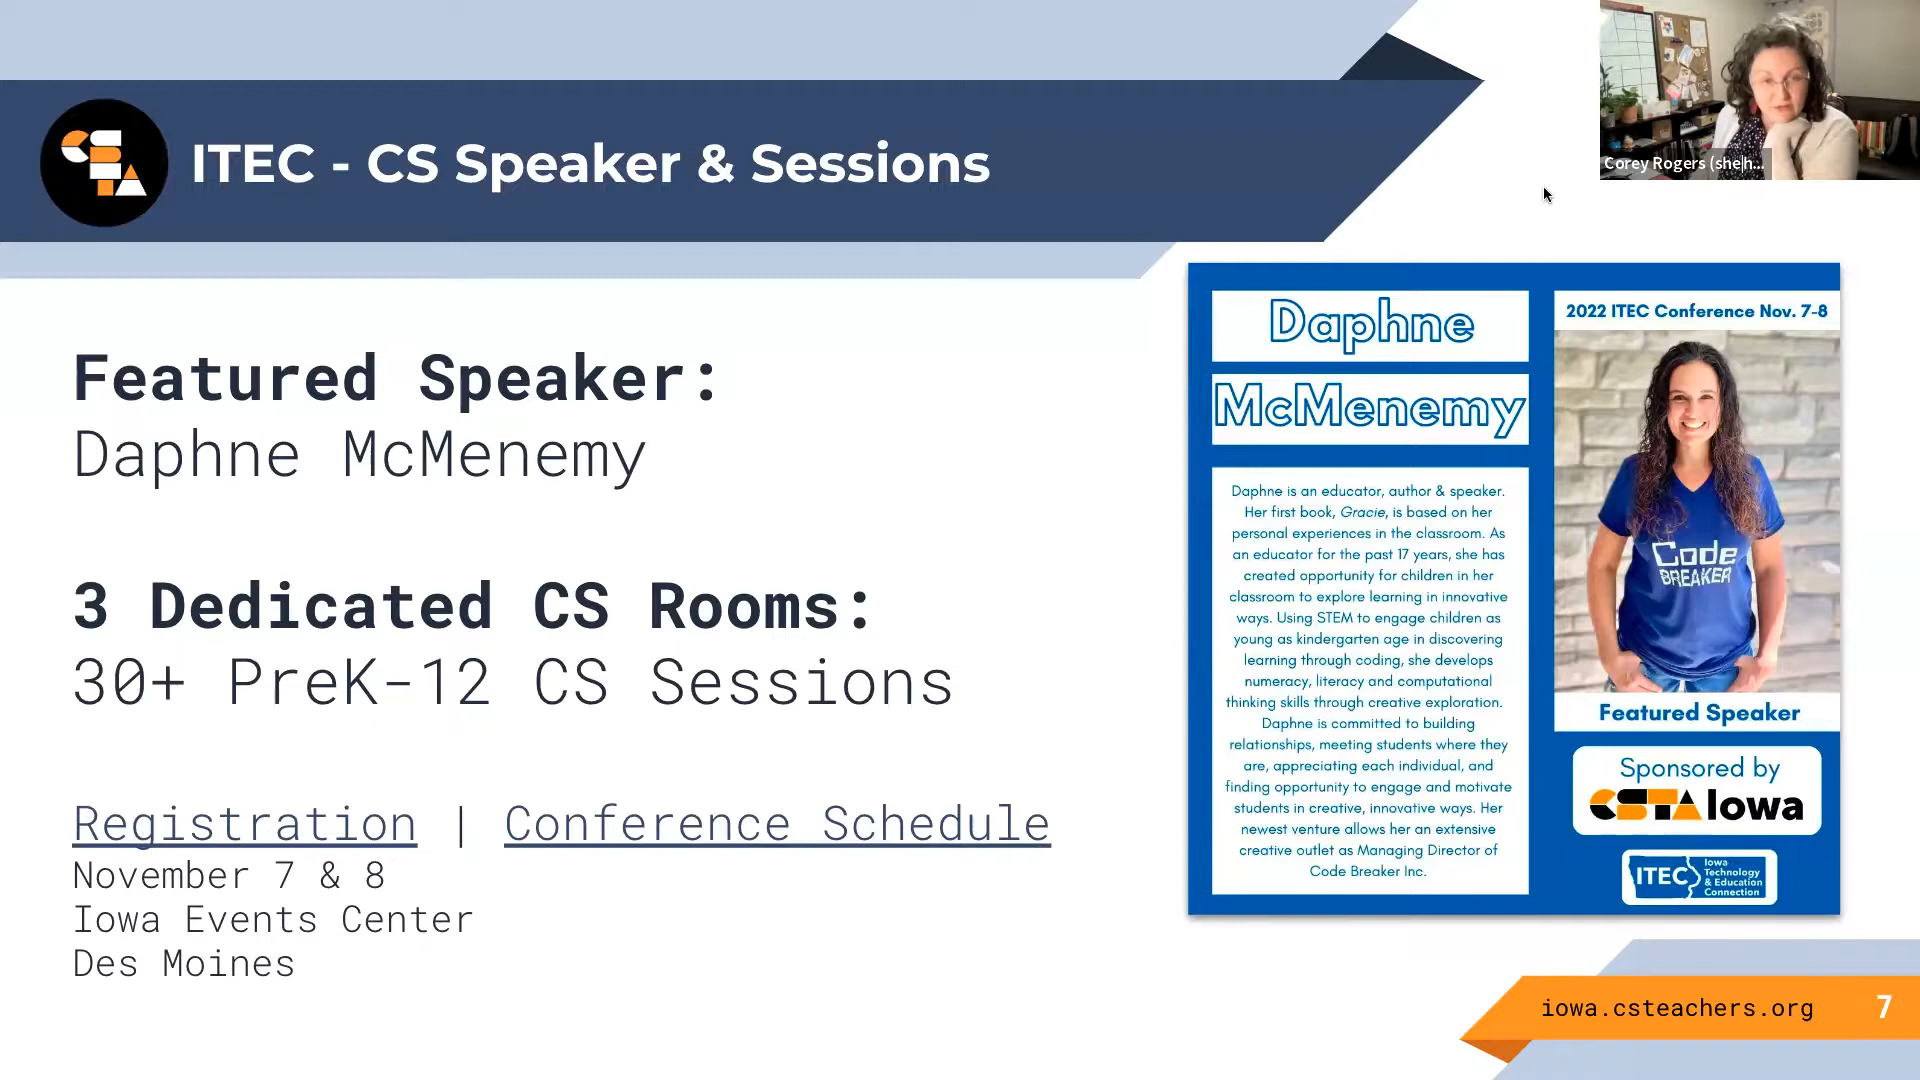 CSTA
ITEC - CS Speaker & Sessions
Corey Rogers (she|h...
Featured Speaker:
Daphne McMenemy
3 Dedicated CS Rooms:
30+ PreK-12 CS Sessions
Registration | Conference Schedule
November 7 & 8
Iowa Events Center
Des Moines
Daphne
McMenemy
Daphne is an educator, author & speaker.
Her first book, Gracie, is based on her
personal experiences in the classroom. As
an educator for the past 17 years, she has
created opportunity for children in her
classroom to explore learning in innovative
ways. Using STEM to engage children as
young as kindergarten age in discovering
learning through coding, she develops
numeracy, literacy and computational
thinking skills through creative exploration.
Daphne is committed to building
relationships, meeting students where they
are, appreciating each individual, and
finding opportunity to engage and motivate
students in creative, innovative ways. Her
newest venture allows her an extensive
creative outlet as Managing Director of
Code Breaker Inc.
2022 ITEC Conference Nov. 7-8
Code
BREAKER
Featured Speaker
Sponsored by
CSTA Iowa
ITEC
Iowa
Technology
& Education
Connection
iowa.csteachers.org
7